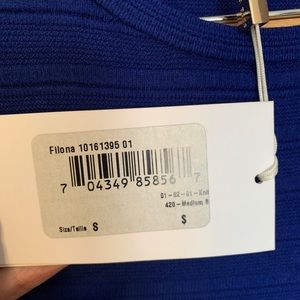 Filona 10161395 01
7 04349 85856 7
01 - 02 - 01 - Knit
420 - Medium B
Size/Taille S S